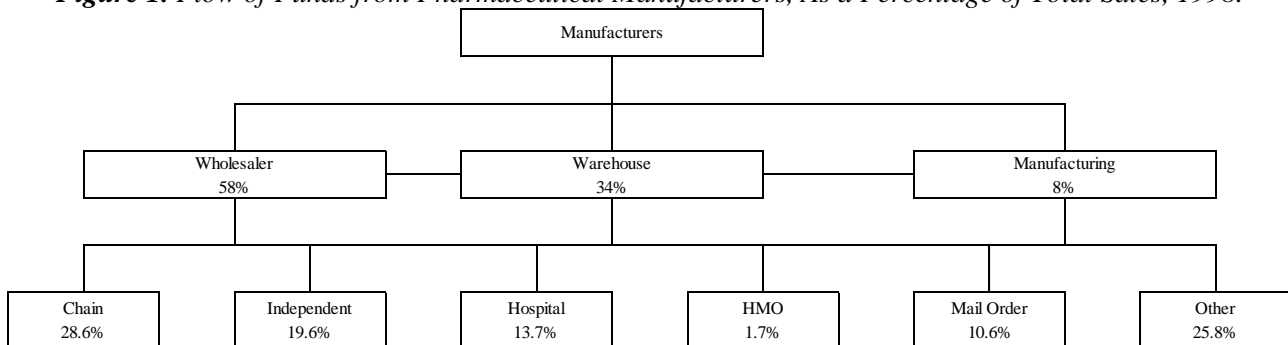 Figure 1. Flow of Funds from Pharmaceutical Manufacturers, As a Percentage of Total Sales, 1998.
Manufacturers
Wholesaler
58%
Warehouse
34%
Manufacturing
8%
Chain
28.6%
Independent
19.6%
Hospital
13.7%
HMO
1.7%
Mail Order
10.6%
Other
25.8%